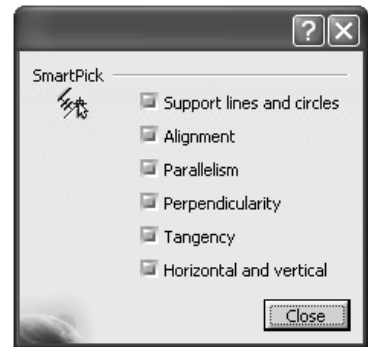 SmartPick
Support lines and circles
Alignment
Parallelism
Perpendicularity
Tangency
Horizontal and vertical
Close